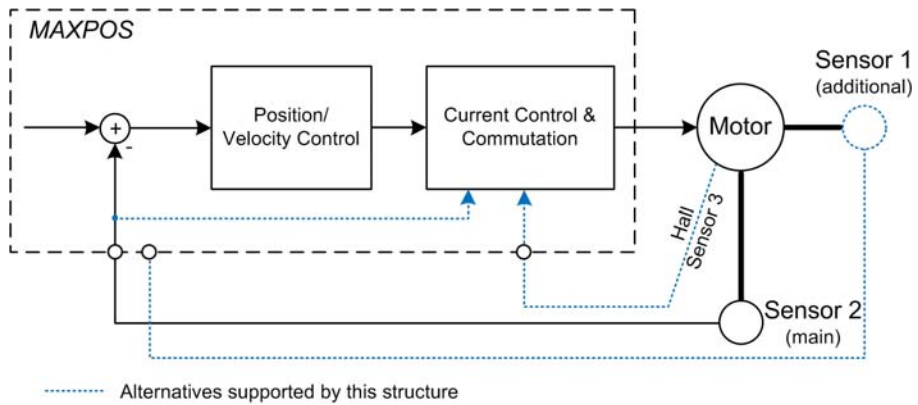 MAXPOS
Sensor 1
(additional)
+
-
Position/
Velocity Control
Current Control &
Commutation
Motor
Hall
Sensor 3
Sensor 2
(main)
Alternatives supported by this structure